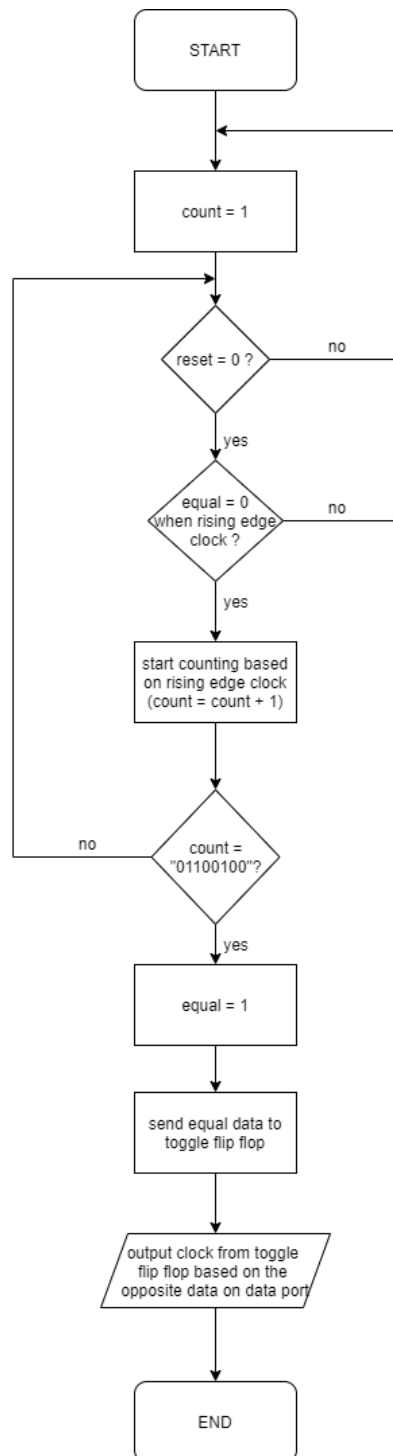 START
count = 1
reset = 0 ?
no
yes
equal = 0
when rising edge
clock ?
no
yes
start counting based
on rising edge clock
(count = count + 1)
count =
"01100100"?
no
yes
equal = 1
send equal data to
toggle flip flop
output clock from toggle
flip flop based on the
opposite data on data port
END